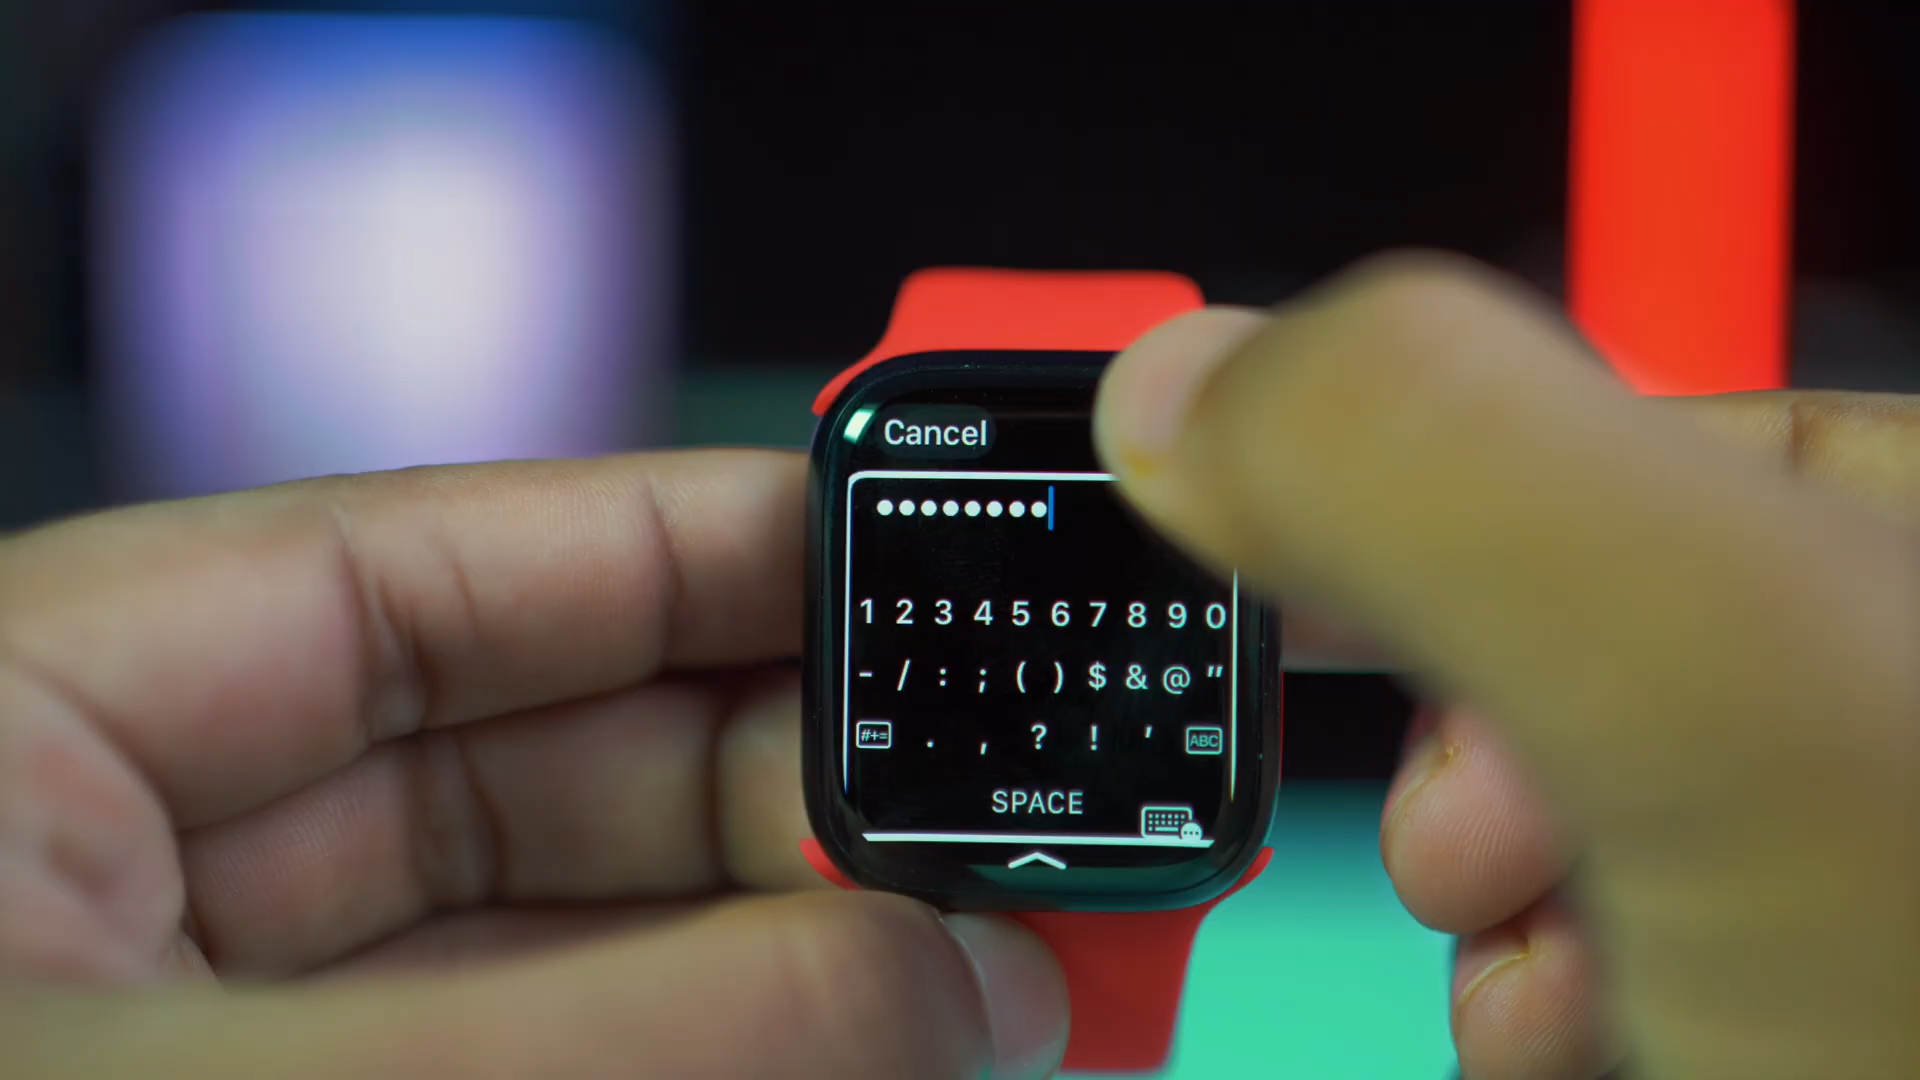 Cancel
••••••••
1 2 3 4 5 6 7 8 9 0
- / : ; ( ) $ & @ "
#+= . , ? ! ' ABC
SPACE